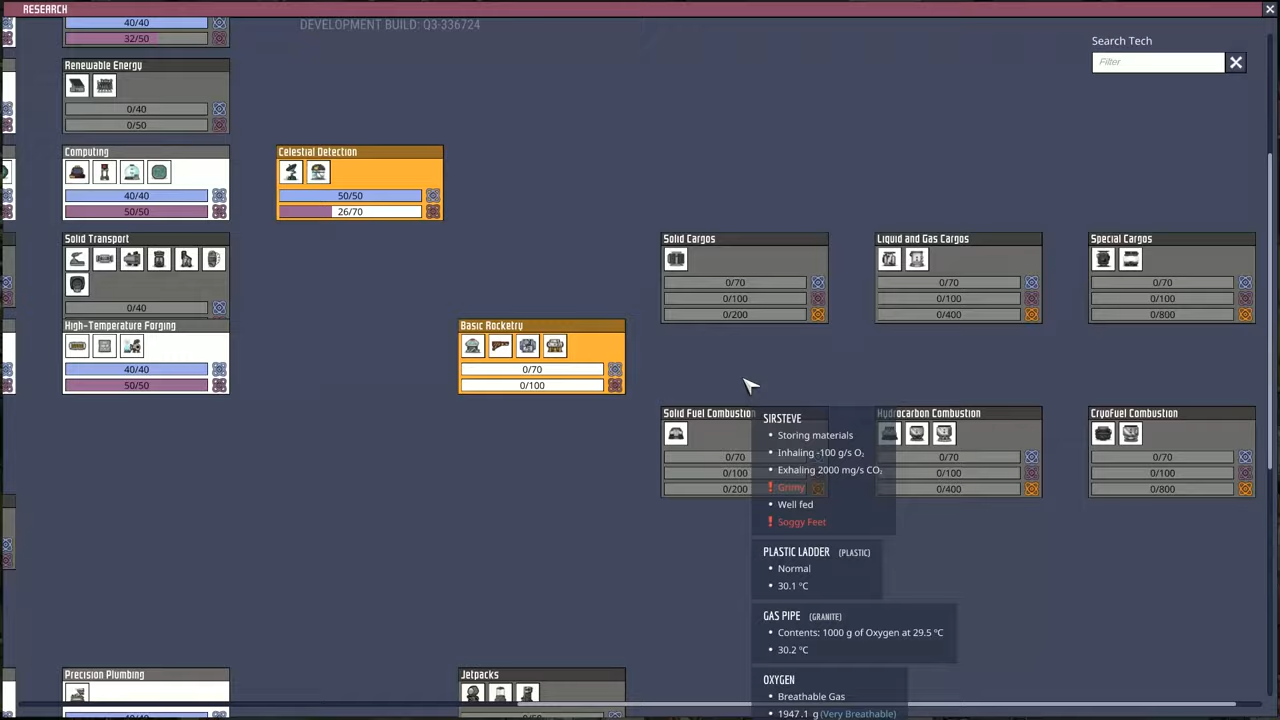 RESEARCH
DEVELOPMENT BUILD: Q3-336724
Search Tech
Filter
40/40
32/50
Renewable Energy
0/40
0/50
Computing
40/40
50/50
Celestial Detection
50/50
26/70
Solid Transport
0/40
High-Temperature Forging
40/40
50/50
Basic Rocketry
0/70
0/100
Solid Cargos
0/70
0/100
0/200
Liquid and Gas Cargos
0/70
0/100
0/400
Special Cargos
0/70
0/100
0/800
Solid Fuel Combustion
0/70
0/100
0/200
Hydrocarbon Combustion
0/70
0/100
0/400
CryoFuel Combustion
0/70
0/100
0/800
SIRSTEVE
• Storing materials
• Inhaling -100 g/s O₂
• Exhaling 2000 mg/s CO₂
! Grimy
• Well fed
! Soggy Feet
PLASTIC LADDER (PLASTIC)
• Normal
• 30.1 ºC
GAS PIPE (GRANITE)
• Contents: 1000 g of Oxygen at 29.5 ºC
• 30.2 ºC
OXYGEN
• Breathable Gas
• 1947.1 g (Very Breathable)
Precision Plumbing
Jetpacks